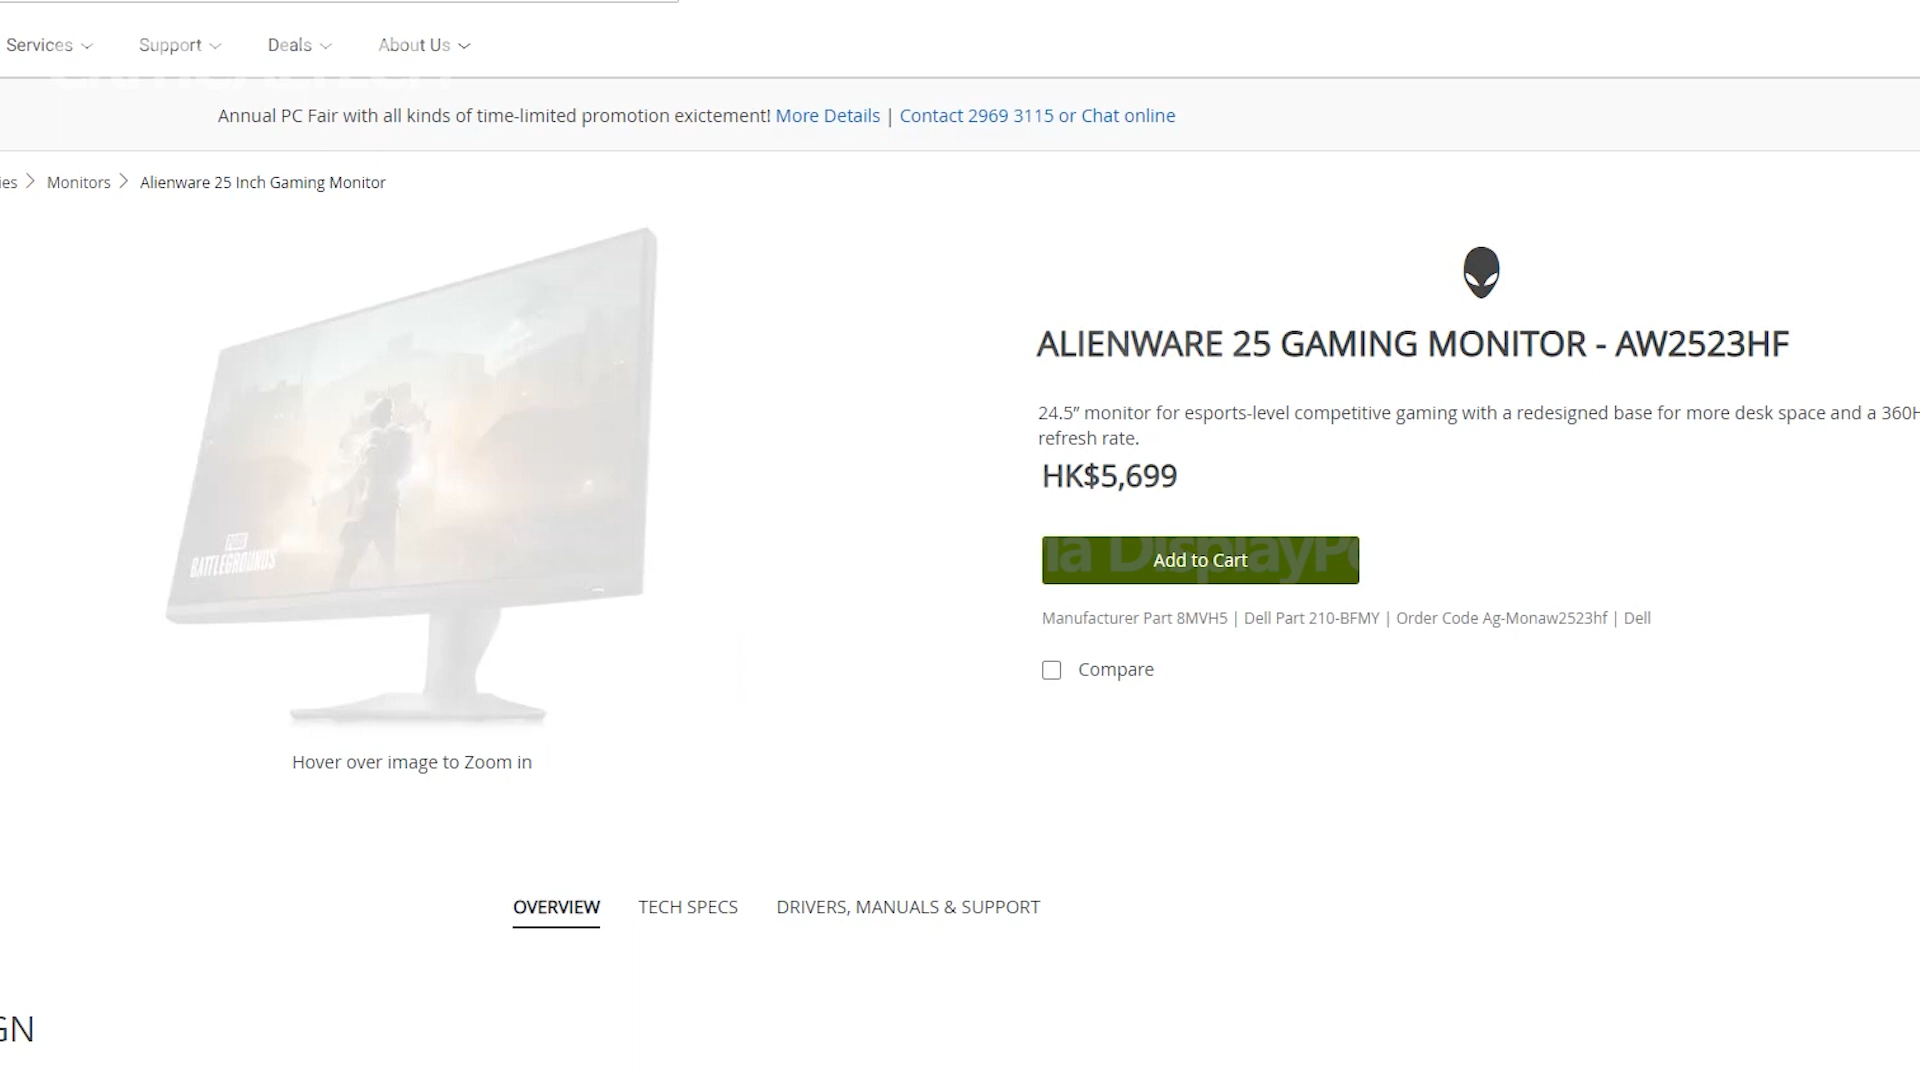 Services
Support
Deals
About Us
Annual PC Fair with all kinds of time-limited promotion exictement! More Details | Contact 2969 3115 or Chat online
Monitors
Alienware 25 Inch Gaming Monitor
BATTLEGROUNDS
ALIENWARE 25 GAMING MONITOR - AW2523HF
24.5” monitor for esports-level competitive gaming with a redesigned base for more desk space and a 360H
refresh rate.
HK$5,699
Add to Cart
Manufacturer Part 8MVH5 | Dell Part 210-BFMY | Order Code Ag-Monaw2523hf | Dell
Compare
Hover over image to Zoom in
OVERVIEW
TECH SPECS
DRIVERS, MANUALS & SUPPORT